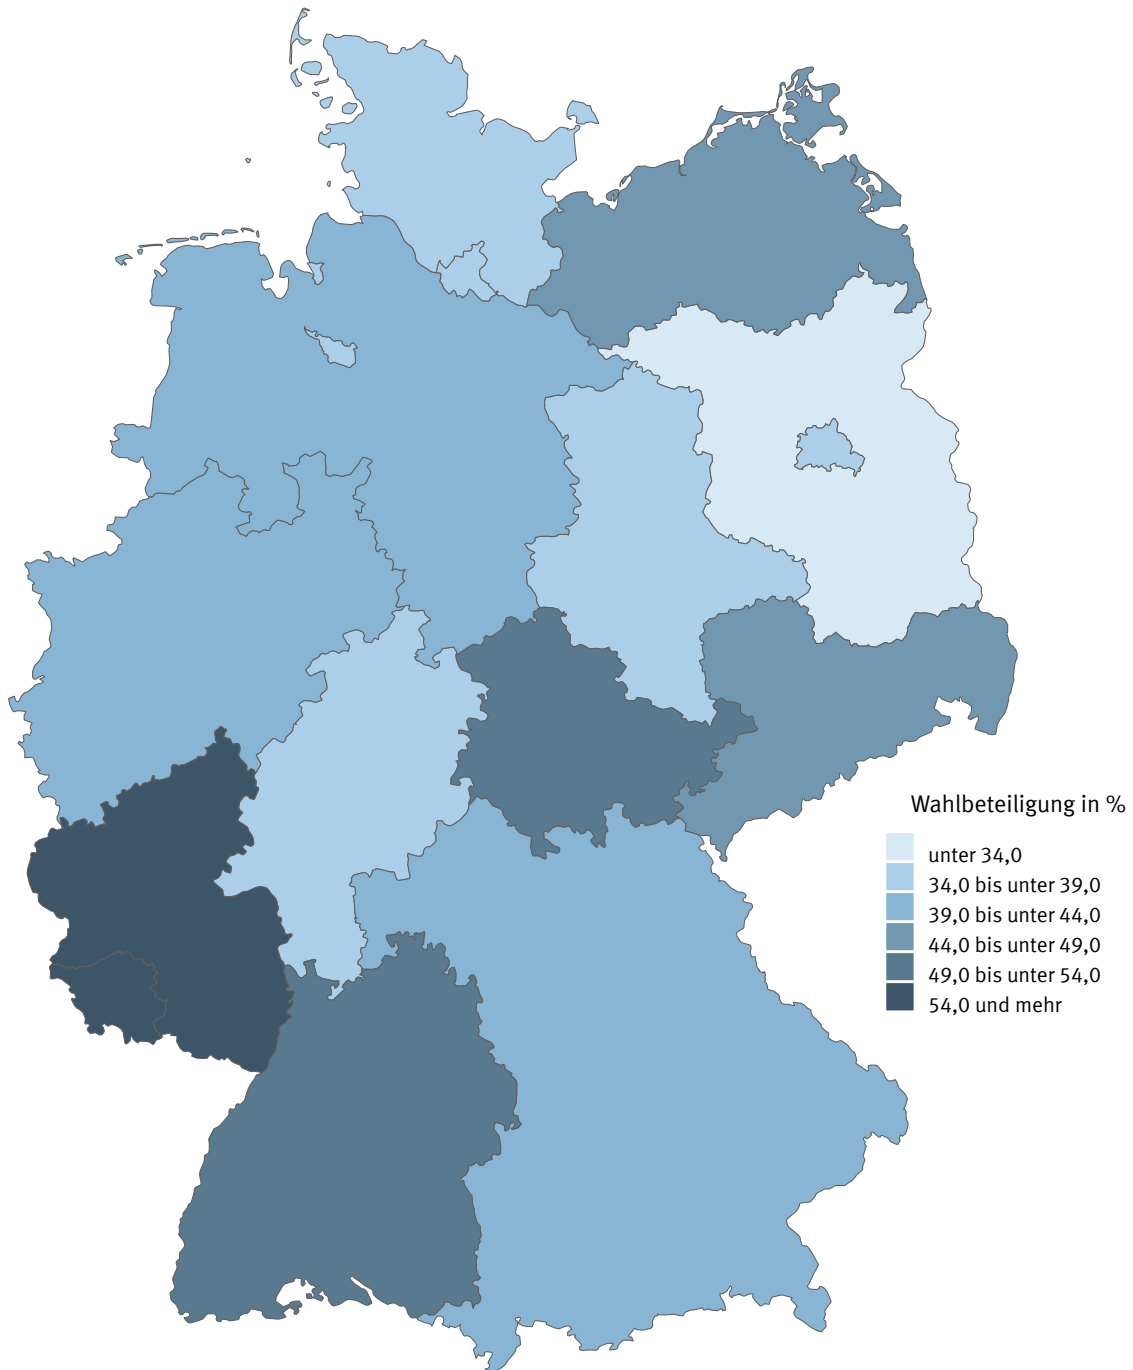 Wahlbeteiligung in %
unter 34,0
34,0 bis unter 39,0
39,0 bis unter 44,0
44,0 bis unter 49,0
49,0 bis unter 54,0
54,0 und mehr